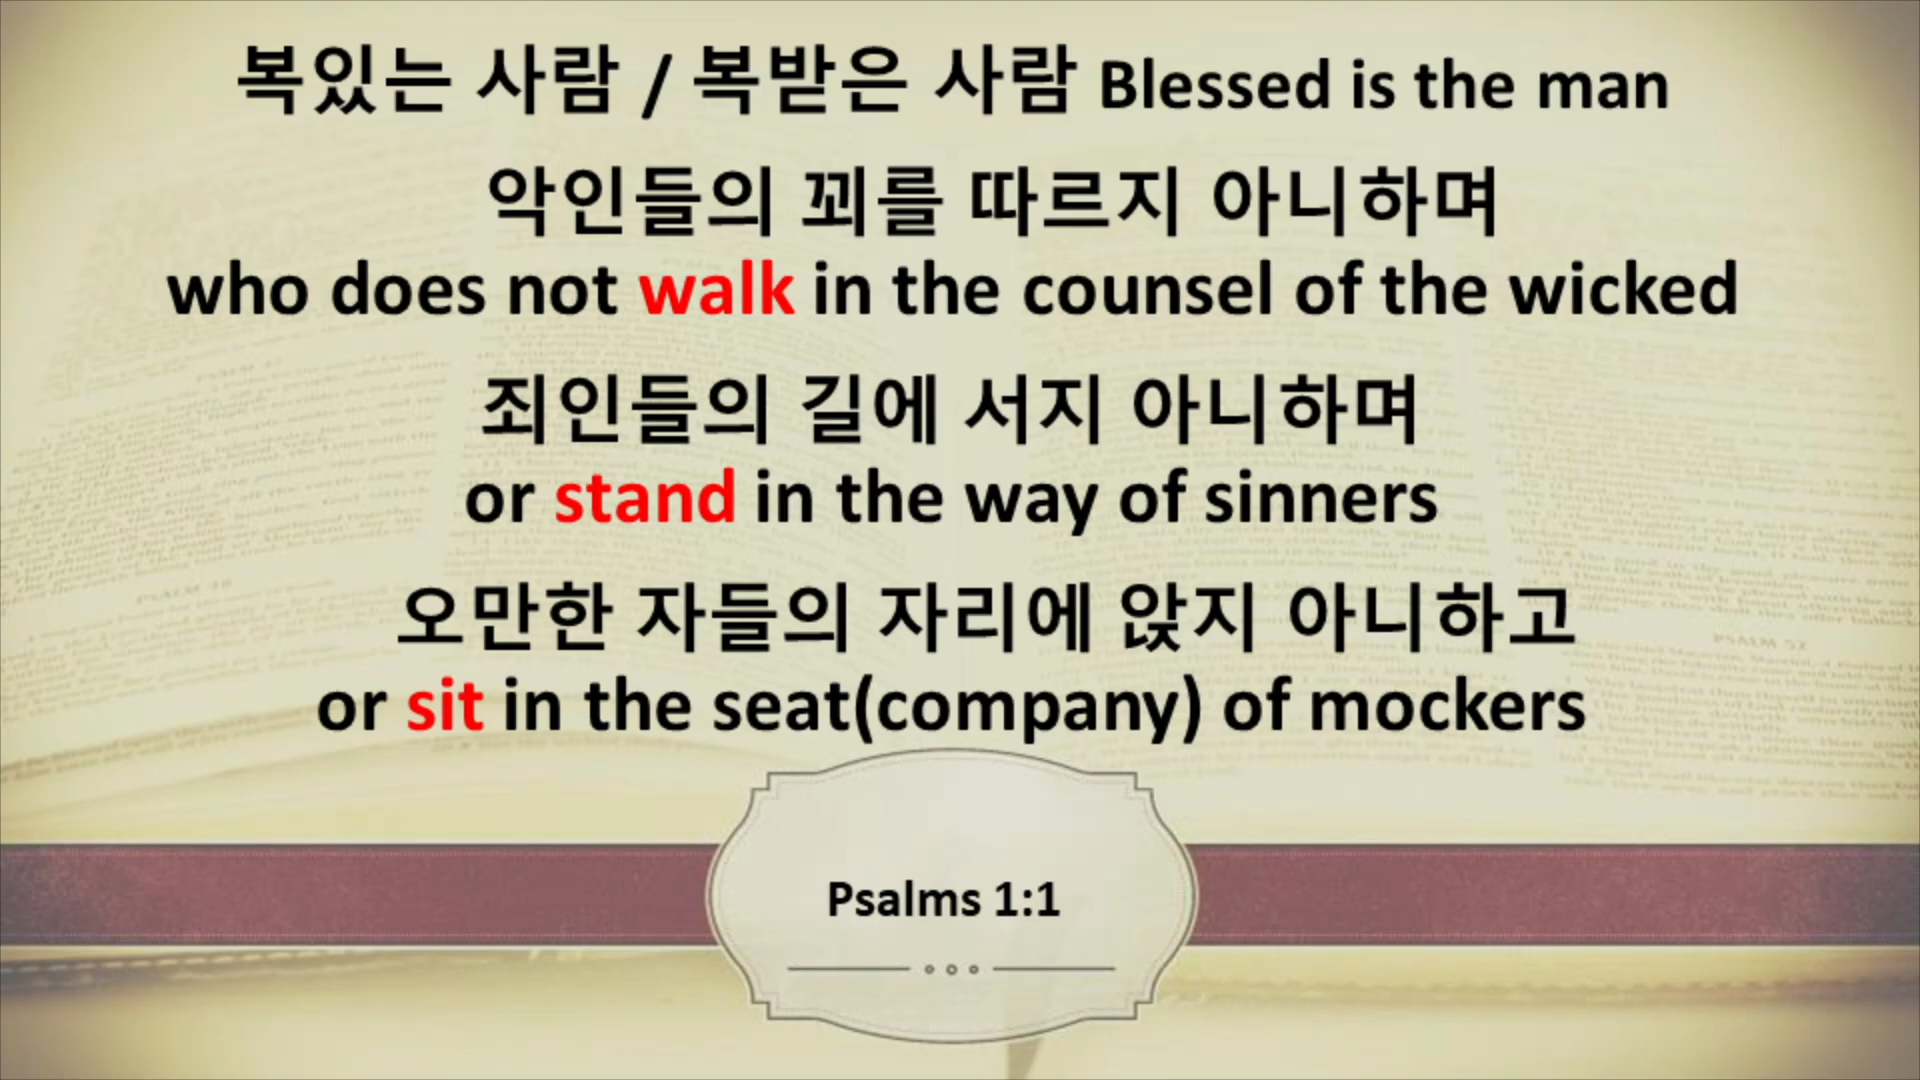 복있는 사람 / 복받은 사람 Blessed is the man
악인들의 꾀를 따르지 아니하며
who does not walk in the counsel of the wicked
죄인들의 길에 서지 아니하며
or stand in the way of sinners
오만한 자들의 자리에 앉지 아니하고
or sit in the seat(company) of mockers
Psalms 1:1